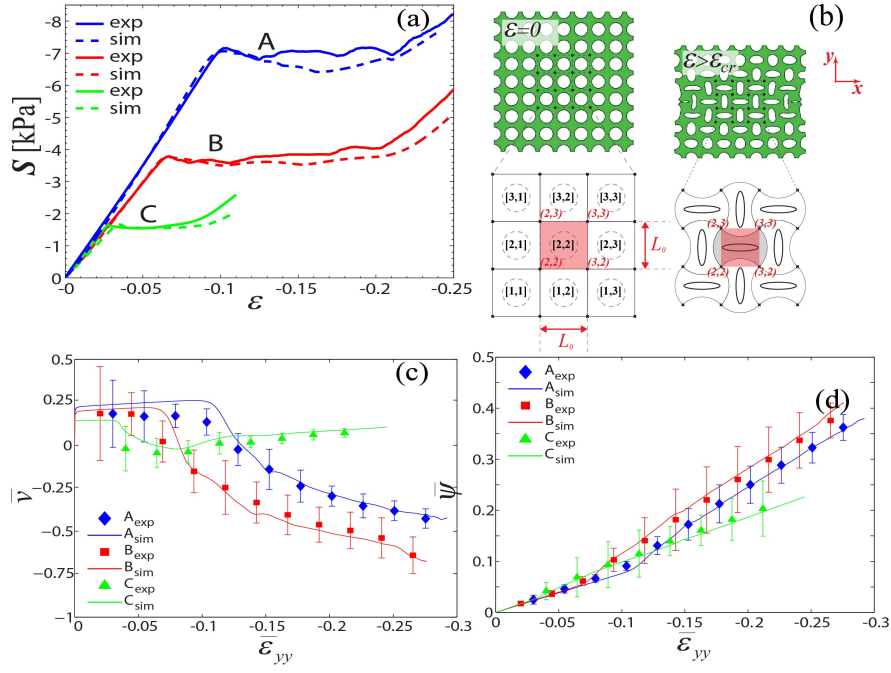 (a)
-8
-7
-6
-5
-4
-3
-2
-1
0
S [kPa]
exp
sim
exp
sim
exp
sim
A
B
C
-0 -0.05 -0.1 -0.15 -0.2 -0.25
ε
(b)
ε=0
ε>εcr
y
x
[3,1] [3,2] [3,3]
(2,3) (3,3)
[2,1] [2,2] [2,3]
(2,2) (3,2)
[1,1] [1,2] [1,3]
L₀
L₀
(2,3) (3,3)
(2,2) (3,2)
(c)
0.5
0.25
0
-0.25
-0.5
-0.75
-1
ν̅
Aexp
Asim
Bexp
Bsim
Cexp
Csim
-0 -0.05 -0.1 -0.15 -0.2 -0.25 -0.3
ε̅yy
(d)
0.5
0.4
0.3
0.2
0.1
0
ψ̅
Aexp
Asim
Bexp
Bsim
Cexp
Csim
-0 -0.05 -0.1 -0.15 -0.2 -0.25 -0.3
ε̅yy